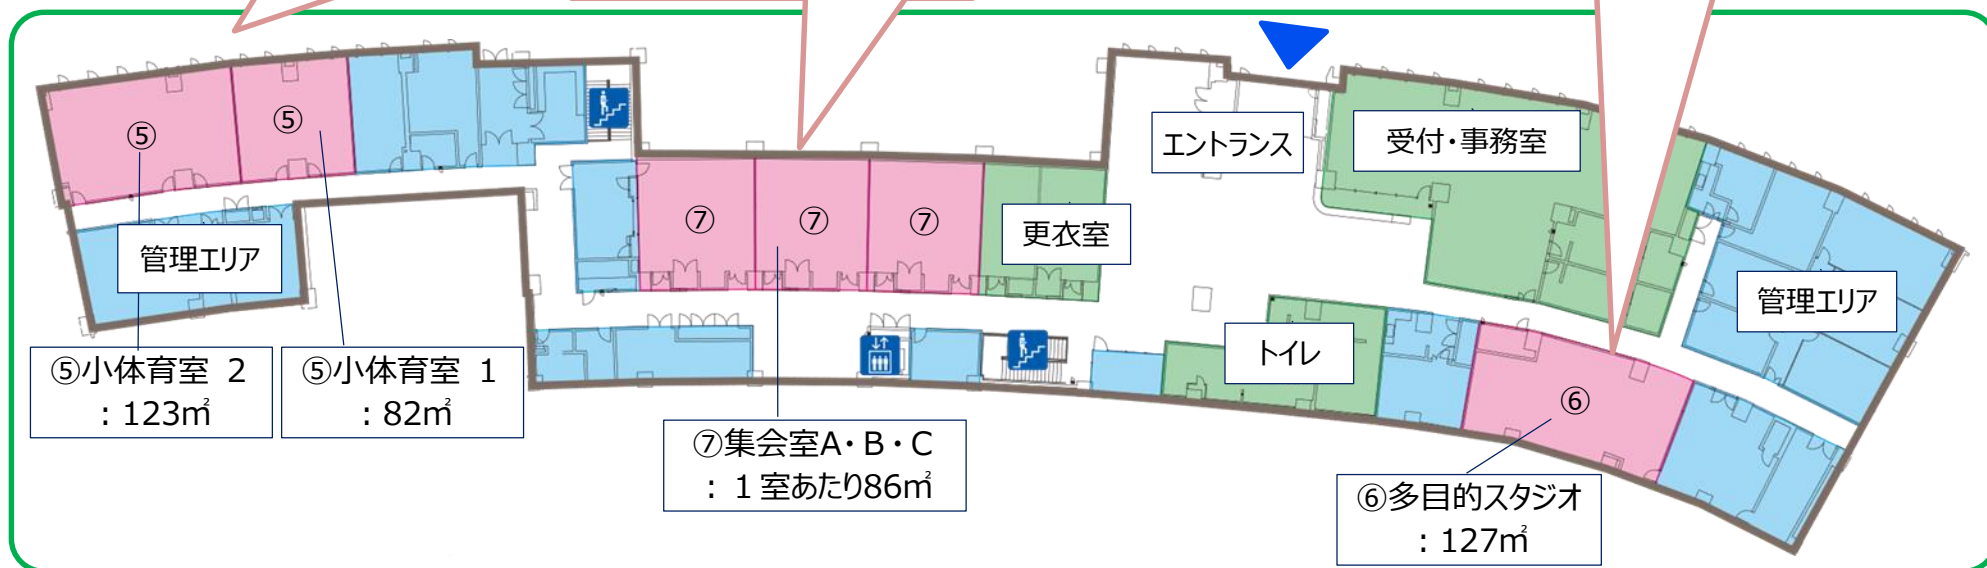 エントランス
受付・事務室
⑤
⑤
⑦
⑦
⑦
更衣室
管理エリア
管理エリア
トイレ
⑥
⑤小体育室 2
：123㎡
⑤小体育室 1
：82㎡
⑦集会室A・B・C
：１室あたり86㎡
⑥多目的スタジオ
：127㎡